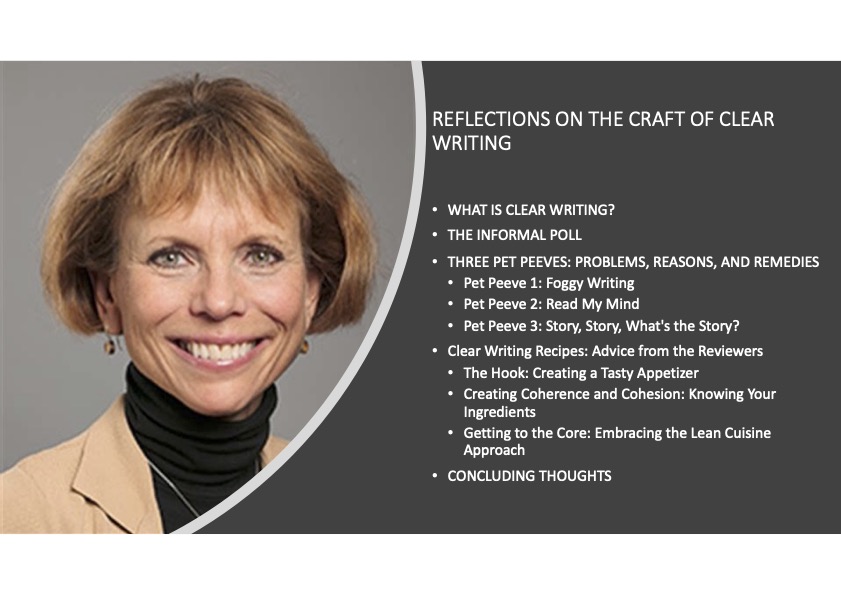 REFLECTIONS ON THE CRAFT OF CLEAR
WRITING
• WHAT IS CLEAR WRITING?
• THE INFORMAL POLL
• THREE PET PEEVES: PROBLEMS, REASONS, AND REMEDIES
• Pet Peeve 1: Foggy Writing
• Pet Peeve 2: Read My Mind
• Pet Peeve 3: Story, Story, What's the Story?
• Clear Writing Recipes: Advice from the Reviewers
• The Hook: Creating a Tasty Appetizer
• Creating Coherence and Cohesion: Knowing Your
Ingredients
• Getting to the Core: Embracing the Lean Cuisine
Approach
• CONCLUDING THOUGHTS